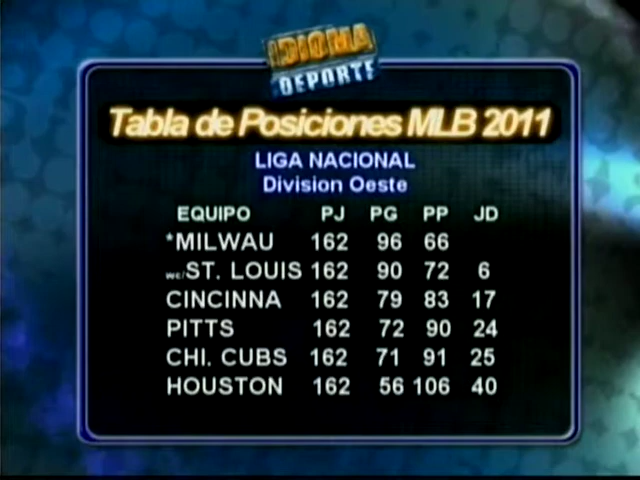 IDIOMA
DEPORTE
Tabla de Posiciones MLB 2011
LIGA NACIONAL
Division Oeste
EQUIPO PJ PG PP JD
*MILWAU 162 96 66
WC/ST. LOUIS 162 90 72 6
CINCINNA 162 79 83 17
PITTS 162 72 90 24
CHI. CUBS 162 71 91 25
HOUSTON 162 56 106 40